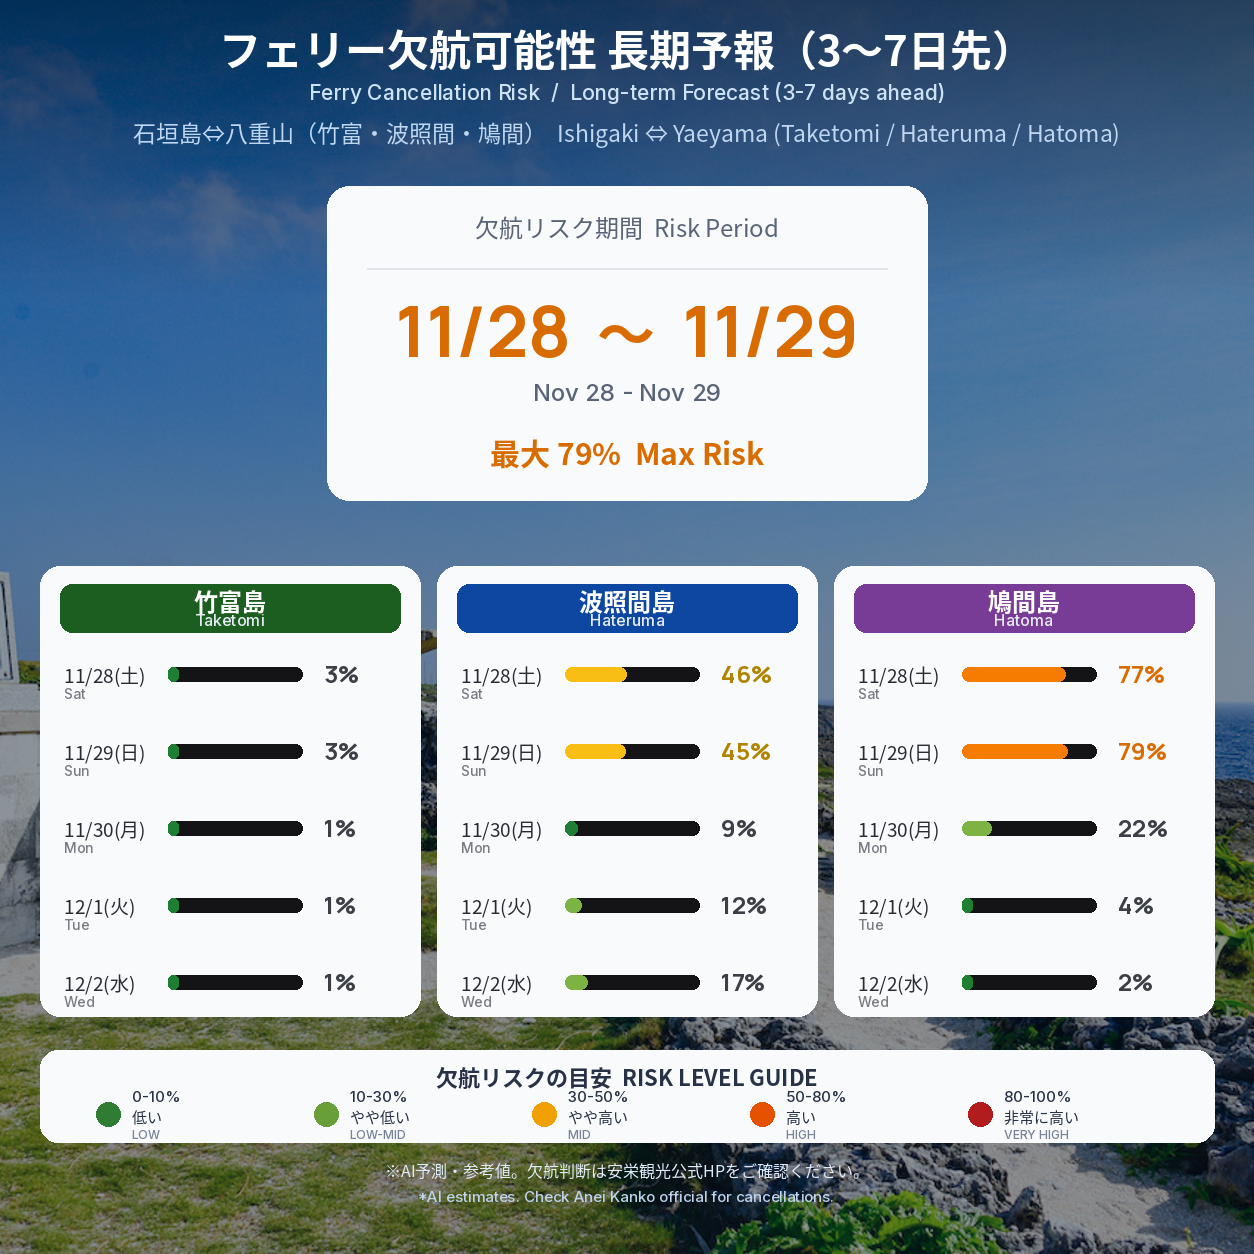 フェリー欠航可能性 長期予報（3〜7日先）
Ferry Cancellation Risk / Long-term Forecast (3-7 days ahead)
石垣島⇔八重山（竹富・波照間・鳩間） Ishigaki ⇔ Yaeyama (Taketomi / Hateruma / Hatoma)
欠航リスク期間 Risk Period
11/28 〜 11/29
Nov 28 - Nov 29
最大 79% Max Risk
竹富島
Taketomi
11/28(土) 3%
Sat
11/29(日) 3%
Sun
11/30(月) 1%
Mon
12/1(火) 1%
Tue
12/2(水) 1%
Wed
波照間島
Hateruma
11/28(土) 46%
Sat
11/29(日) 45%
Sun
11/30(月) 9%
Mon
12/1(火) 12%
Tue
12/2(水) 17%
Wed
鳩間島
Hatoma
11/28(土) 77%
Sat
11/29(日) 79%
Sun
11/30(月) 22%
Mon
12/1(火) 4%
Tue
12/2(水) 2%
Wed
欠航リスクの目安 RISK LEVEL GUIDE
0-10%
低い
LOW
10-30%
やや低い
LOW-MID
30-50%
やや高い
MID
50-80%
高い
HIGH
80-100%
非常に高い
VERY HIGH
※AI予測・参考値。欠航判断は安栄観光公式HPをご確認ください。
*AI estimates. Check Anei Kanko official for cancellations.